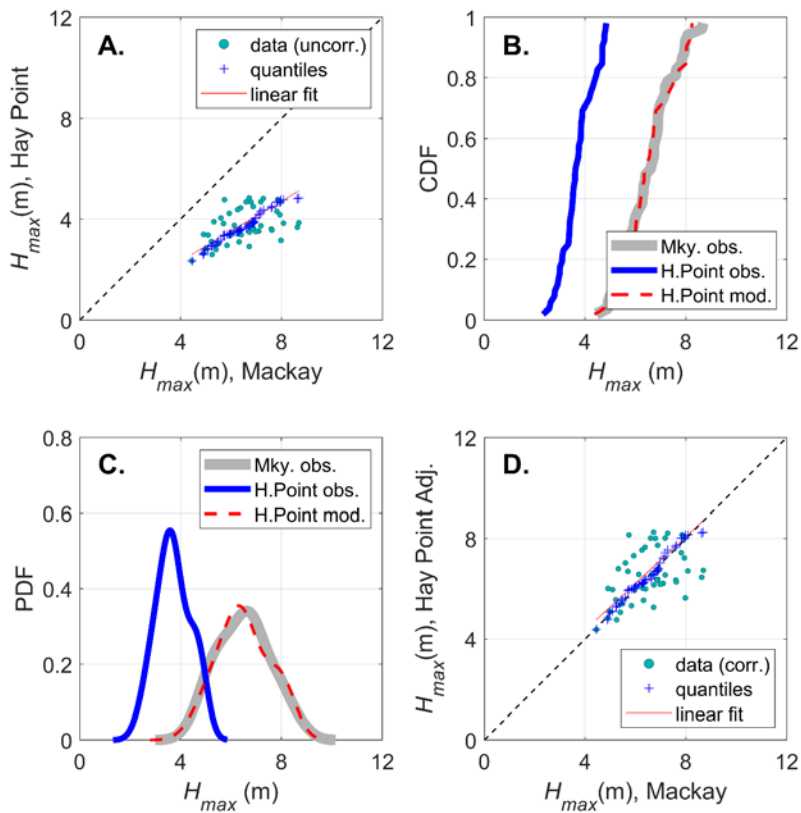 A.
data (uncorr.)
quantiles
linear fit
12
8
4
0
0 4 8 12
Hmax(m), Hay Point
Hmax(m), Mackay
B.
Mky. obs.
H.Point obs.
H.Point mod.
1
0.8
0.6
0.4
0.2
0
0 4 8 12
CDF
Hmax (m)
C.
Mky. obs.
H.Point obs.
H.Point mod.
0.8
0.6
0.4
0.2
0
0 4 8 12
PDF
Hmax (m)
D.
data (corr.)
quantiles
linear fit
12
8
4
0
0 4 8 12
Hmax(m), Hay Point Adj.
Hmax(m), Mackay